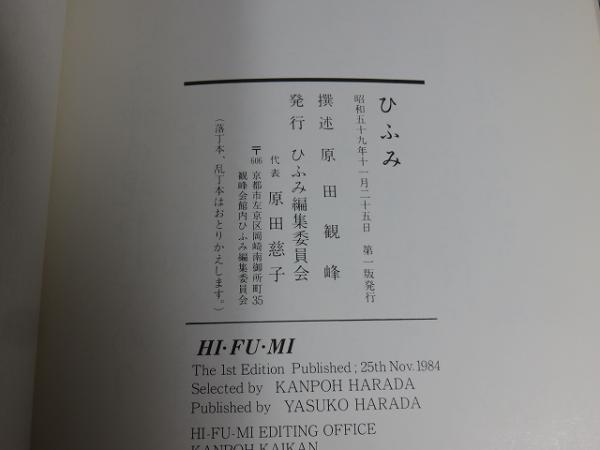 ひふみ
昭和五十九年十一月二十五日 第一版発行
撰述 原田観峰
発行 ひふみ編集委員会
代表 原田慈子
〒606 京都市左京区岡崎南御所町35
観峰会館内ひふみ編集委員会
(落丁本、乱丁本はおとりかえします。)
HI·FU·MI
The 1st Edition Published ; 25th Nov. 1984
Selected by KANPOH HARADA
Published by YASUKO HARADA
HI-FU-MI EDITING OFFICE
KANPOH KAIKAN